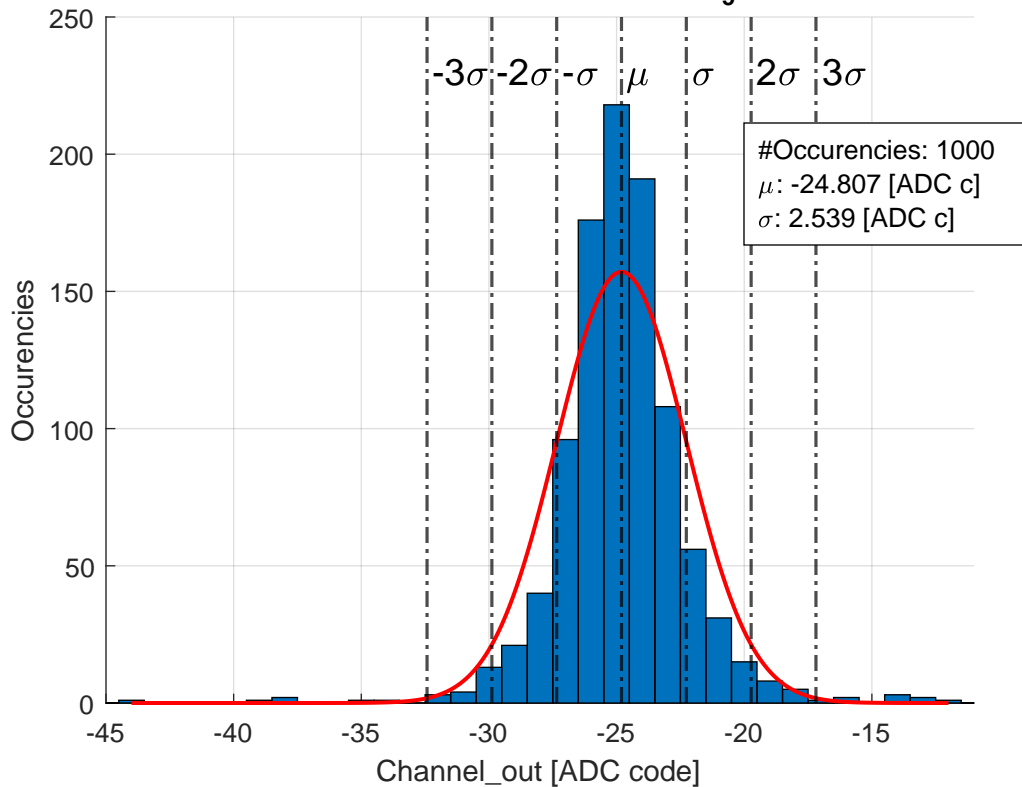 250
-3σ -2σ -σ μ σ 2σ 3σ
200
#Occurencies: 1000
μ: -24.807 [ADC c]
σ: 2.539 [ADC c]
150
Occurencies
100
50
0
-45 -40 -35 -30 -25 -20 -15
Channel_out [ADC code]